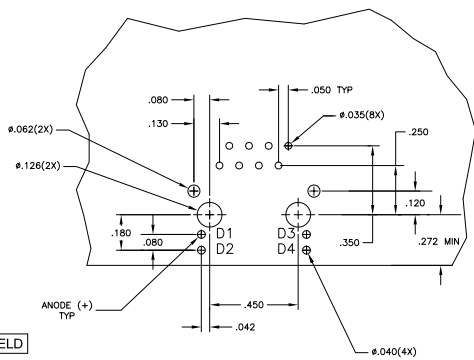 .050 TYP
.080
ø.035(8X)
.130
ø.062(2X)
.250
ø.126(2X)
.120
.180
.080
D1
D3
D2
D4
.350
.272 MIN
ANODE (+)
TYP
.450
.042
ELD
ø.040(4X)